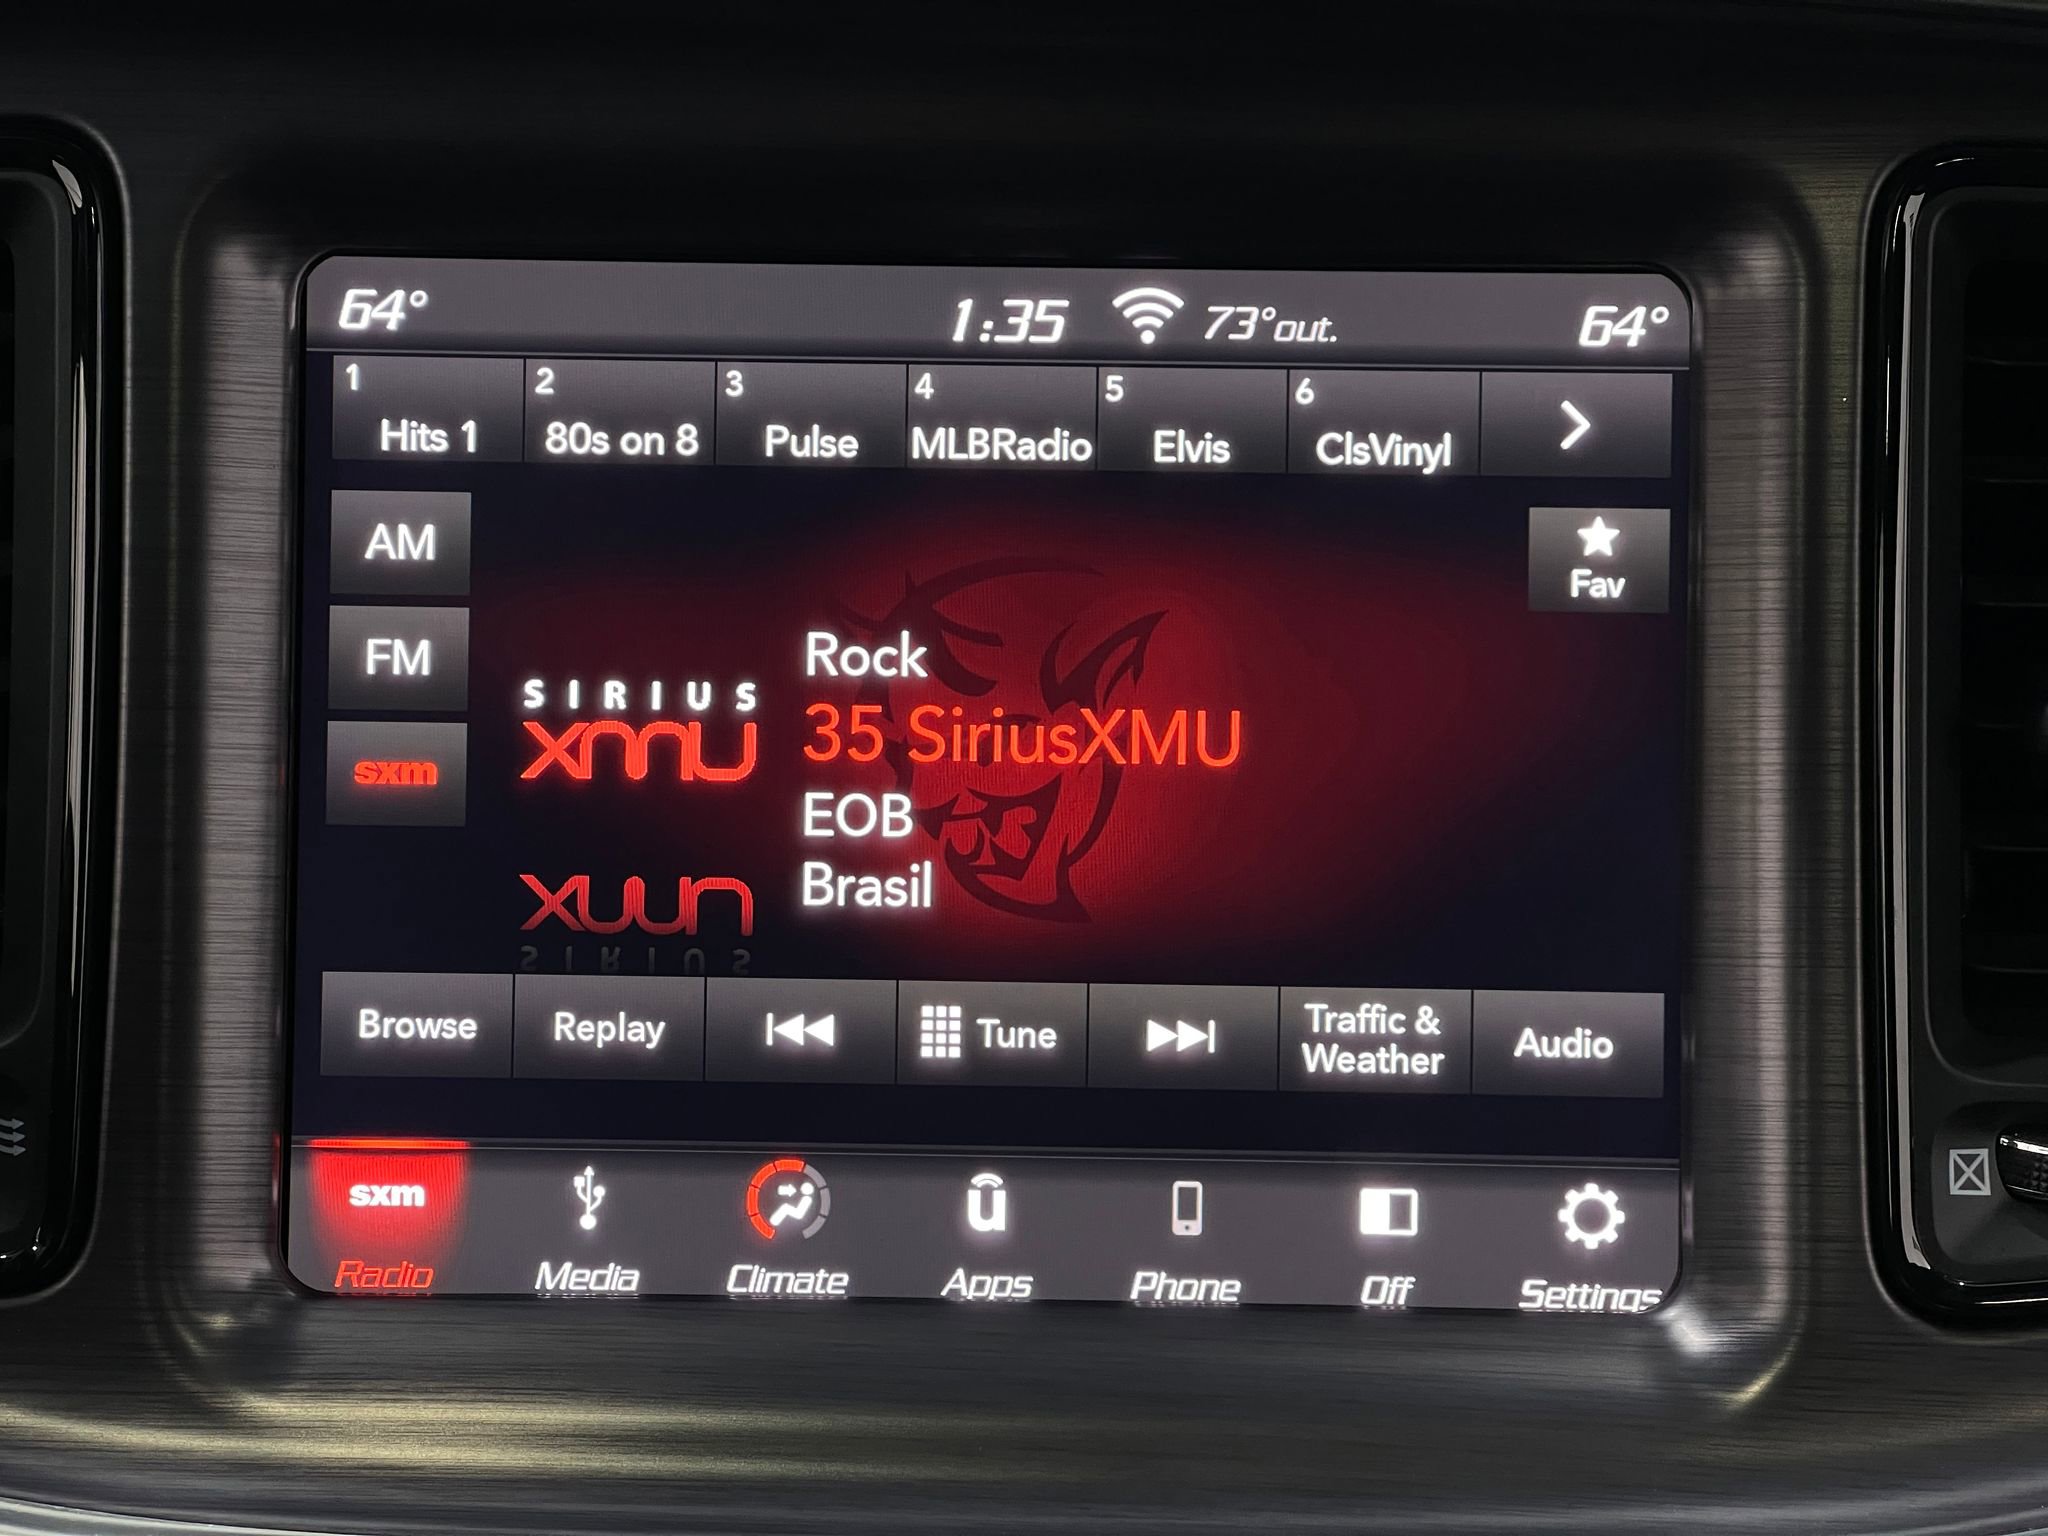 64° 1:35 73°out. 64°
1 2 3 4 5 6
Hits 1 80s on 8 Pulse MLBRadio Elvis ClsVinyl
AM
Fav
FM
sxm
SIRIUS
xmu
Rock
35 SiriusXMU
EOB
Brasil
Browse Replay Tune Traffic & Weather Audio
sxm
Radio Media Climate Apps Phone Off Settings